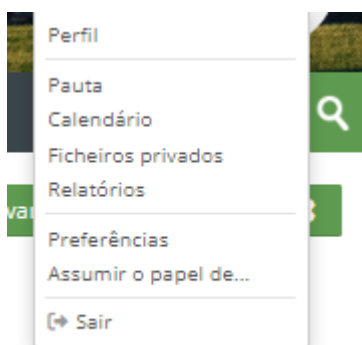 Perfil
Pauta
Calendário
Ficheiros privados
Relatórios
Preferências
Assumir o papel de...
Sair